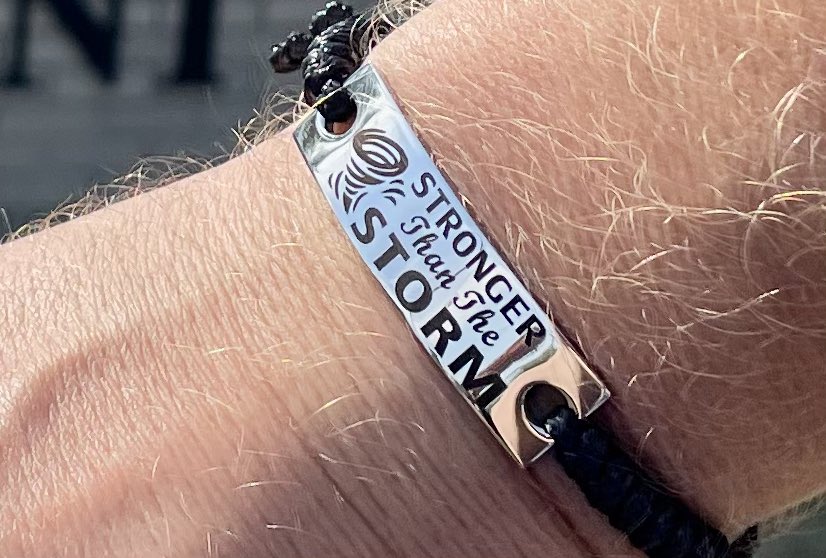 STRONGER
Than The
STORM